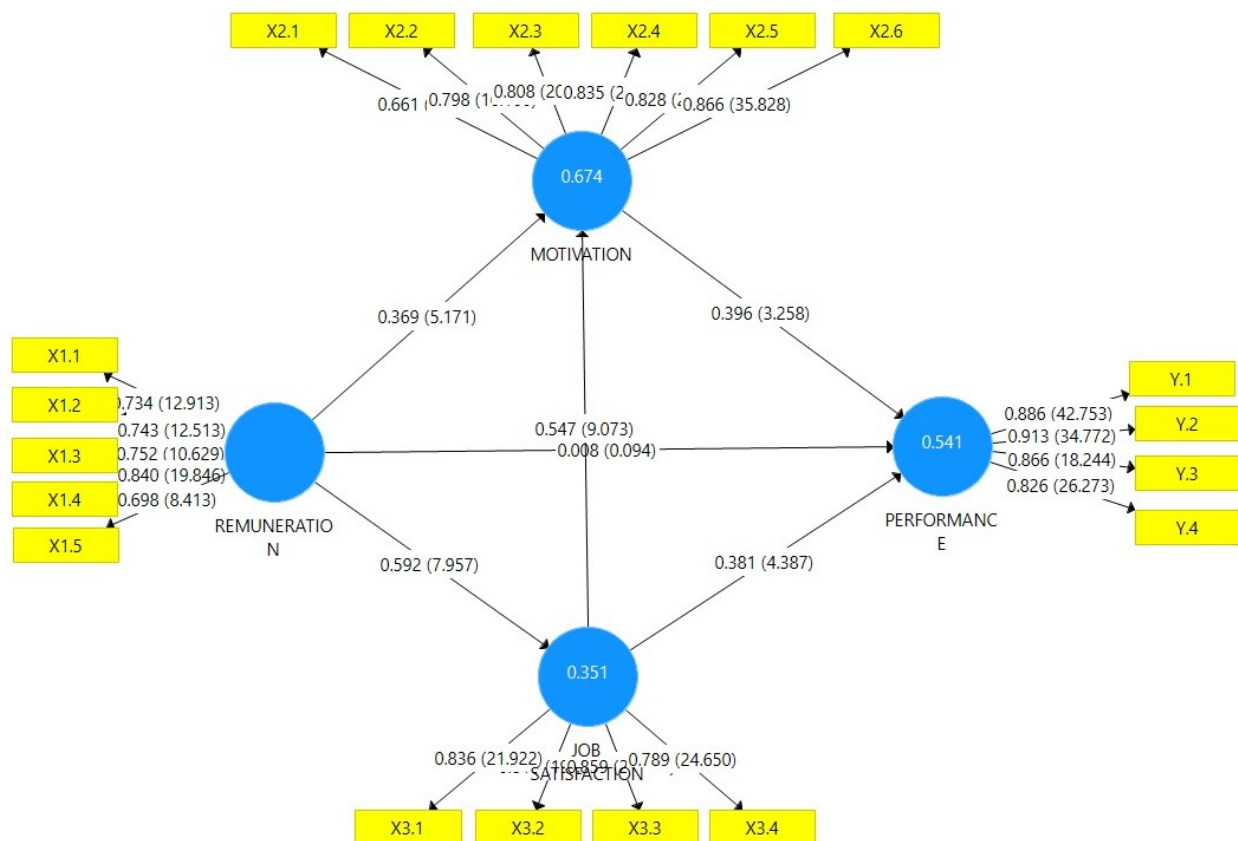 X2.1 X2.2 X2.3 X2.4 X2.5 X2.6
0.661 0.798 0.808 0.835 0.828 0.866 (35.828)
0.674
MOTIVATION
0.369 (5.171)
0.396 (3.258)
X1.1
X1.2
X1.3
X1.4
X1.5
0.734 (12.913)
0.743 (12.513)
0.752 (10.629)
0.840 (19.846)
0.698 (8.413)
REMUNERATIO
N
0.547 (9.073)
0.008 (0.094)
0.541
PERFORMANC
E
0.886 (42.753)
0.913 (34.772)
0.866 (18.244)
0.826 (26.273)
Y.1
Y.2
Y.3
Y.4
0.592 (7.957)
0.381 (4.387)
0.351
JOB
SATISFACTION
0.836 (21.922) 0.859 0.789 (24.650)
X3.1 X3.2 X3.3 X3.4